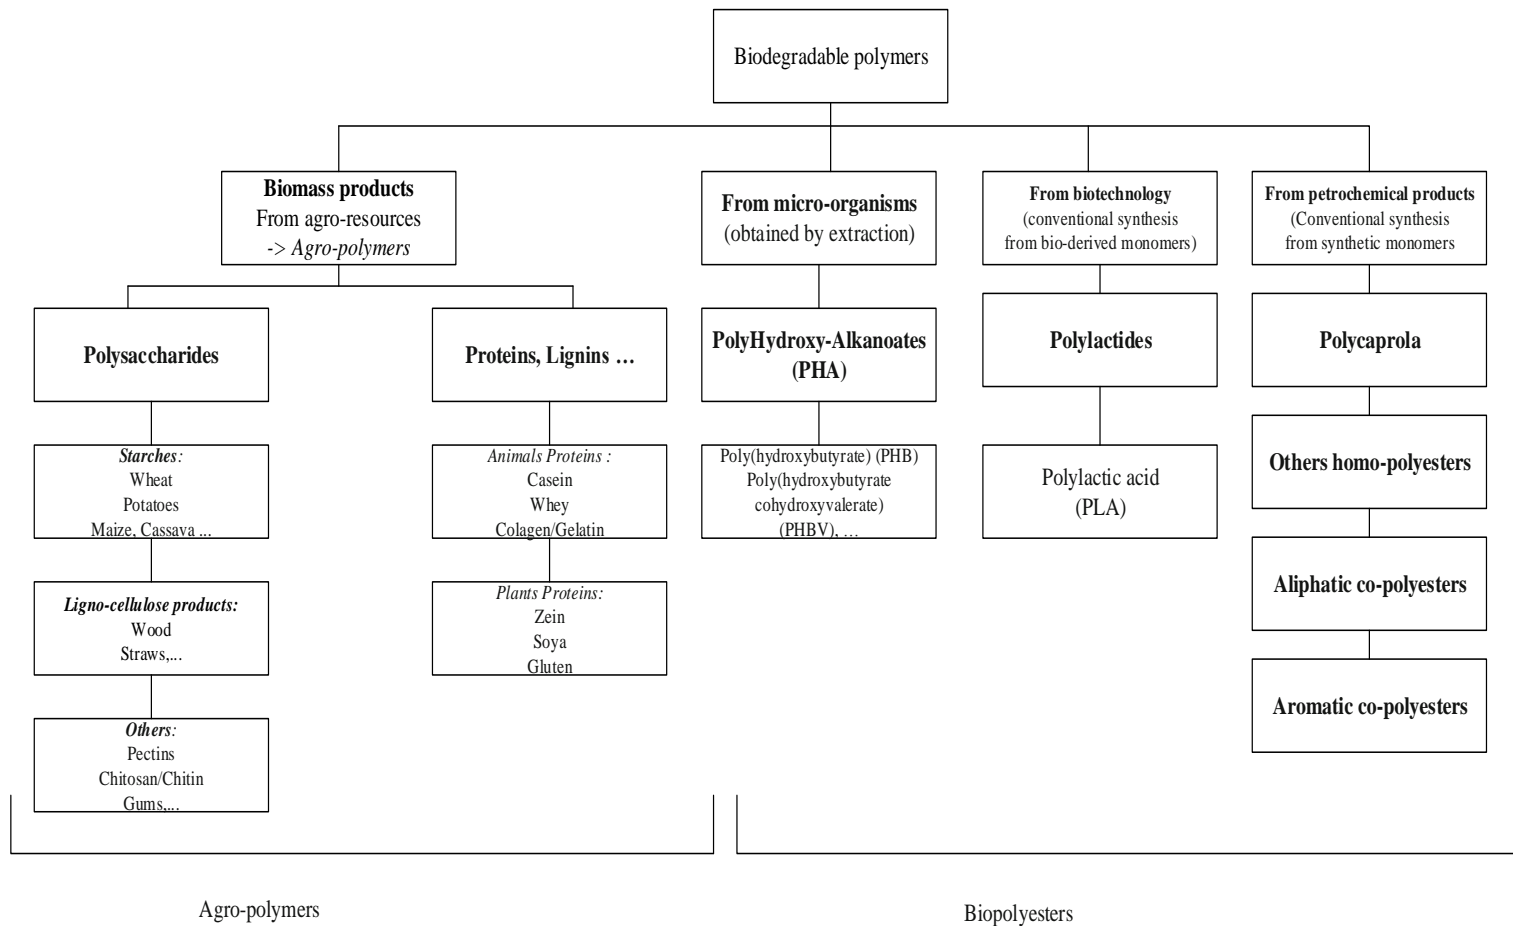 Biodegradable polymers
Biomass products
From agro-resources
-> Agro-polymers
From micro-organisms
(obtained by extraction)
From biotechnology
(conventional synthesis
from bio-derived monomers)
From petrochemical products
(Conventional synthesis
from synthetic monomers
Polysaccharides
Proteins, Lignins ...
PolyHydroxy-Alkanoates
(PHA)
Polylactides
Polycaprola
Starches:
Wheat
Potatoes
Maize, Cassava ...
Animals Proteins :
Casein
Whey
Colagen/Gelatin
Poly(hydroxybutyrate) (PHB)
Poly(hydroxybutyrate
cohydroxyvalerate)
(PHBV), ...
Polylactic acid
(PLA)
Others homo-polyesters
Ligno-cellulose products:
Wood
Straws,...
Plants Proteins:
Zein
Soya
Gluten
Aliphatic co-polyesters
Others:
Pectins
Chitosan/Chitin
Gums,...
Aromatic co-polyesters
Agro-polymers
Biopolyesters